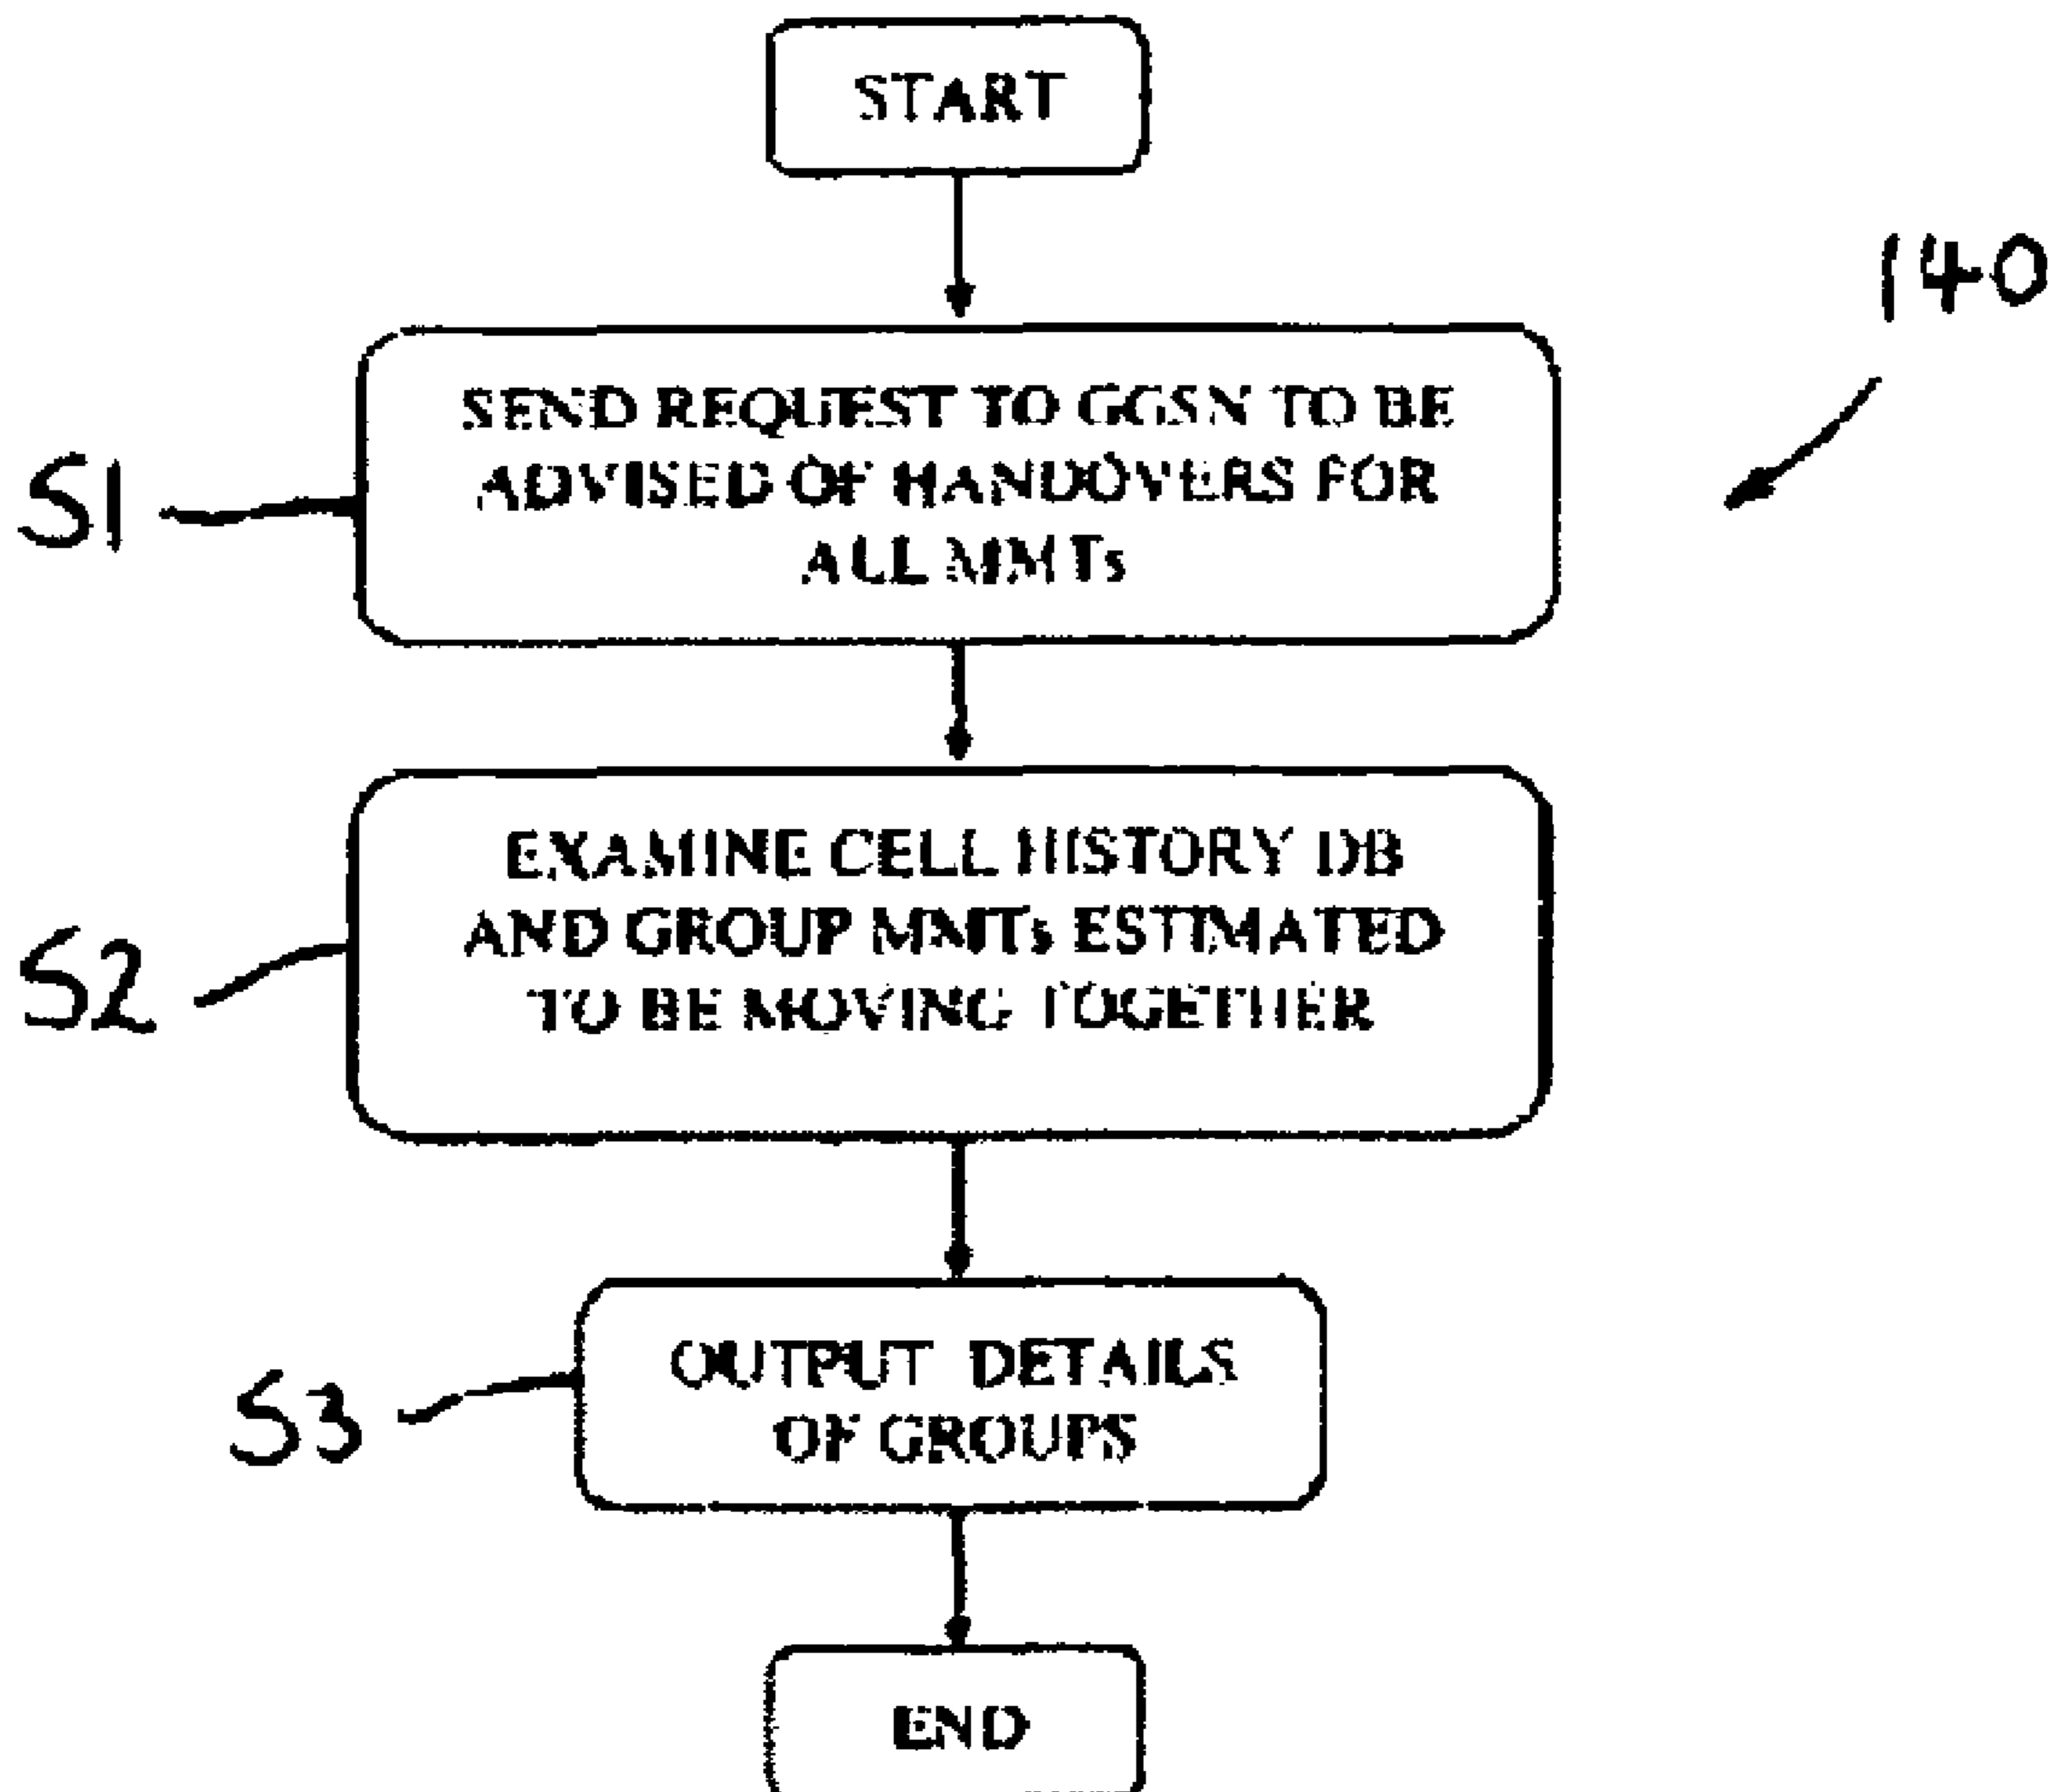 START
140
SEND REQUEST TO GGSN TO BE
ADVISED OF HANDOVERS FOR
ALL MMTs
S1
EXAMINE CELL HISTORY DB
AND GROUP MMTs ESTIMATED
TO BE MOVING TOGETHER
S2
OUTPUT DETAILS
OF GROUPS
S3
END